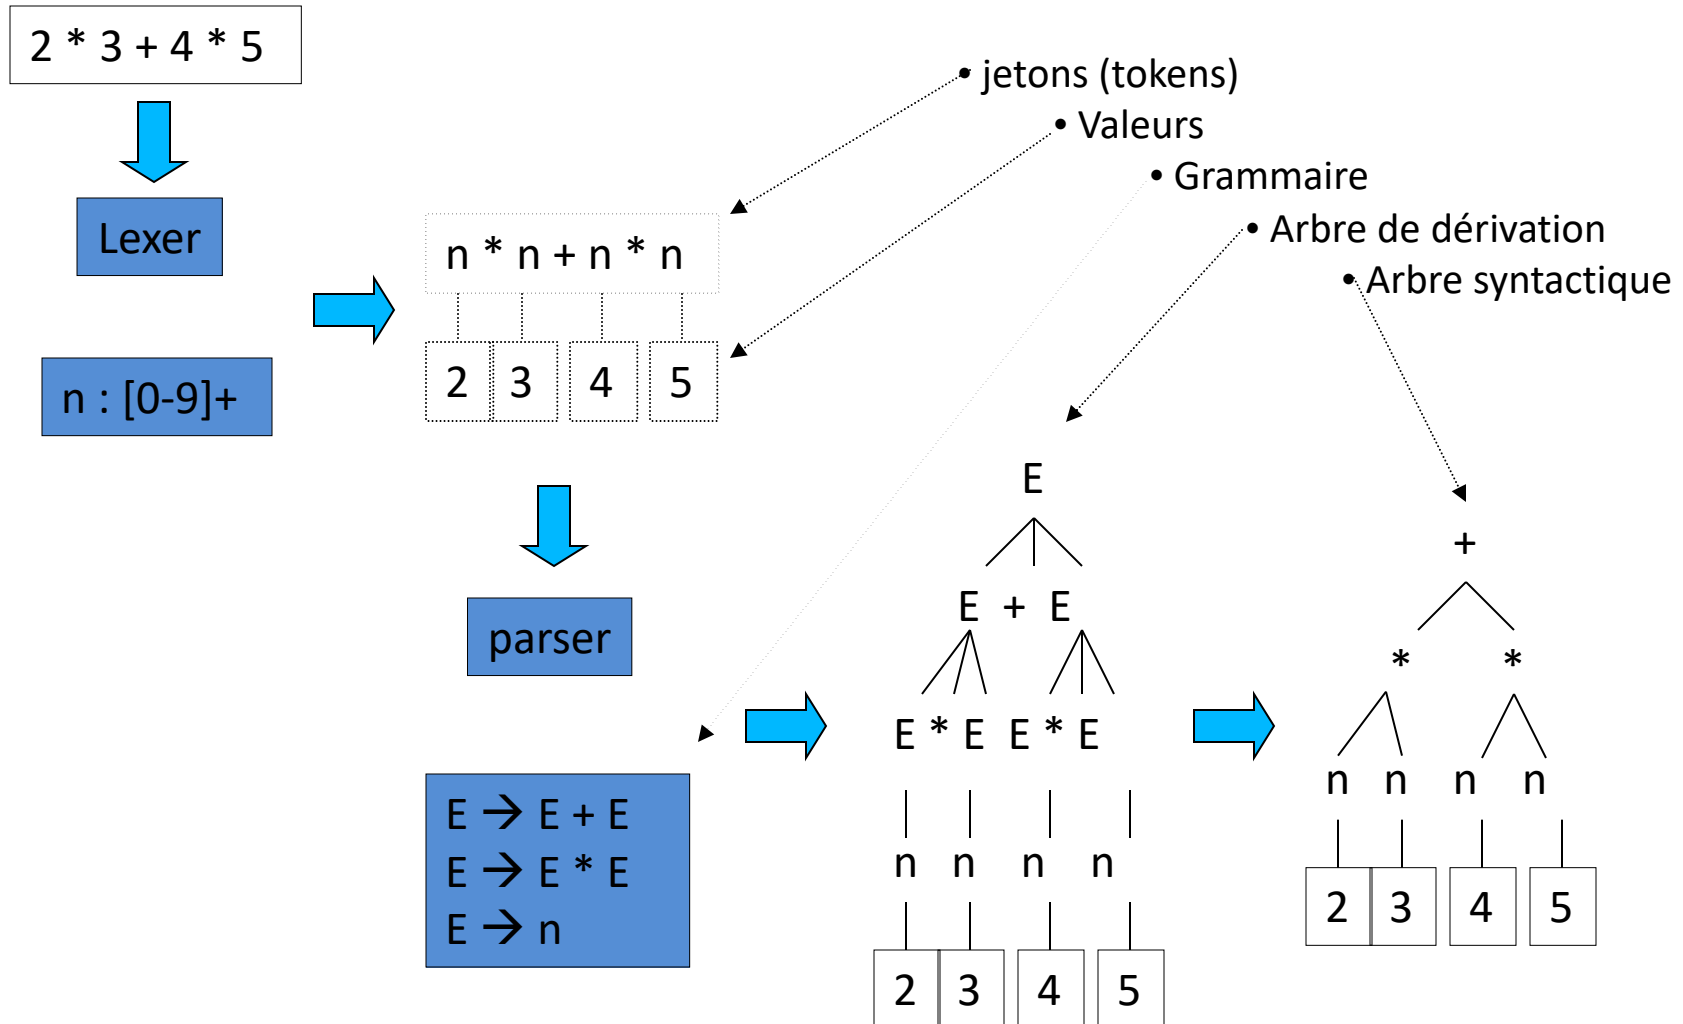 2 * 3 + 4 * 5
• jetons (tokens)
• Valeurs
• Grammaire
• Arbre de dérivation
• Arbre syntactique
Lexer
n : [0-9]+
n * n + n * n
2 3 4 5
parser
E → E + E
E → E * E
E → n
E
E + E
E * E E * E
n n n n
2 3 4 5
+
* *
n n n n
2 3 4 5